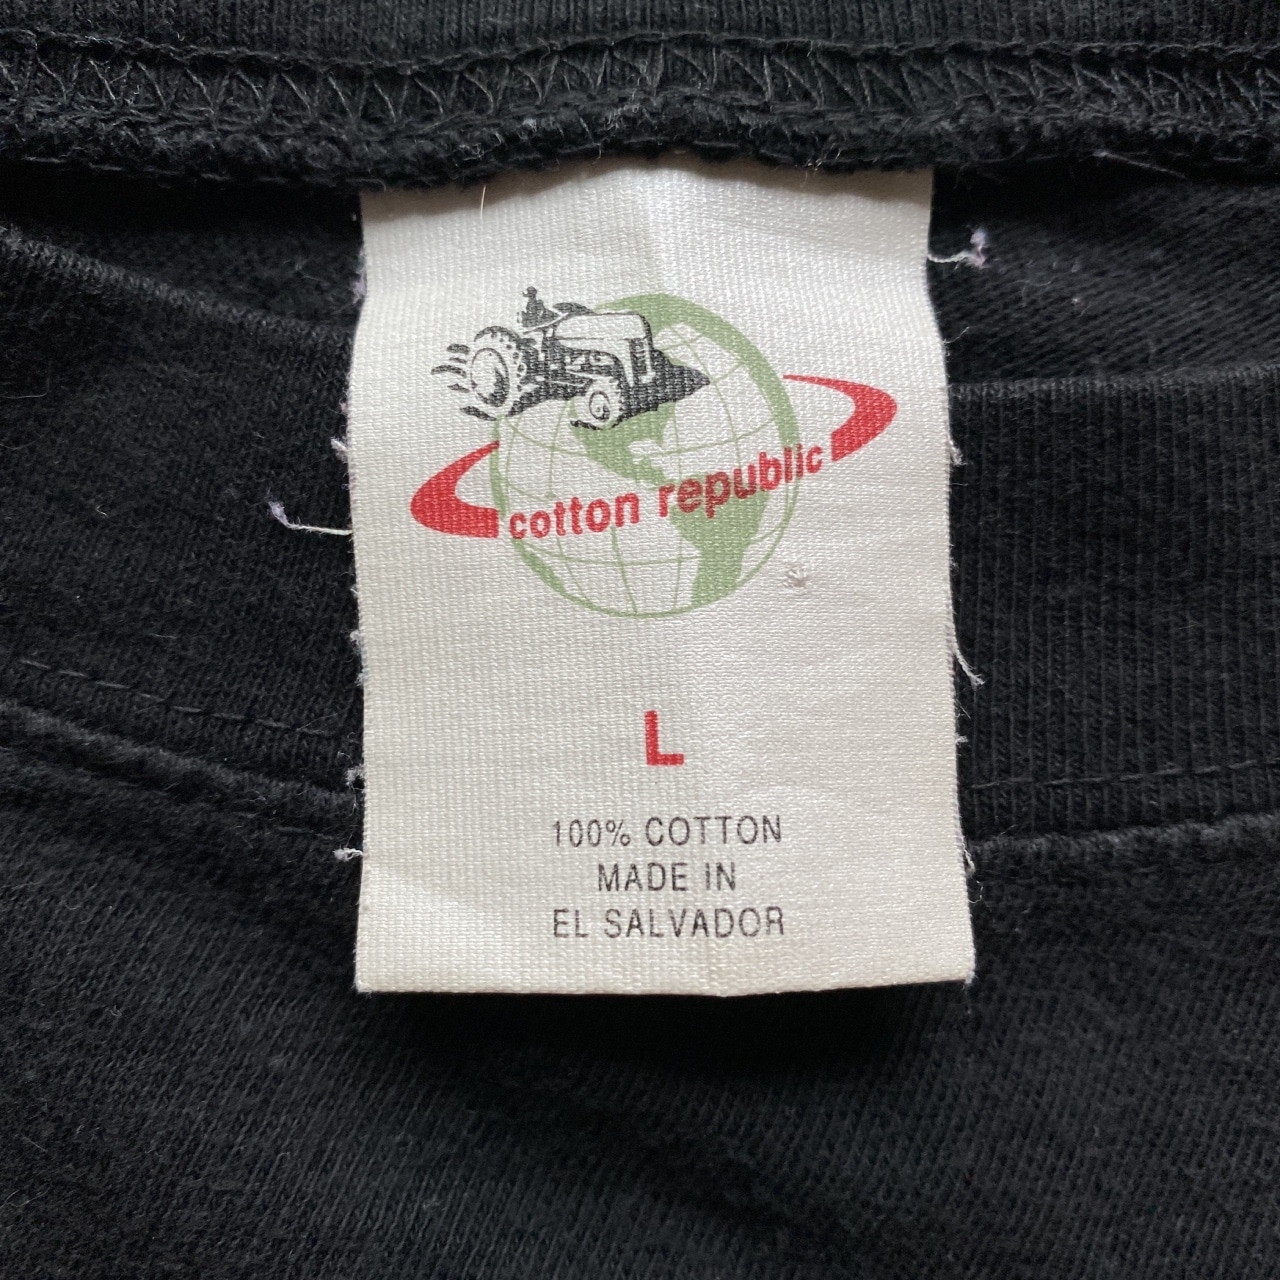 cotton republic
L
100% COTTON
MADE IN
EL SALVADOR